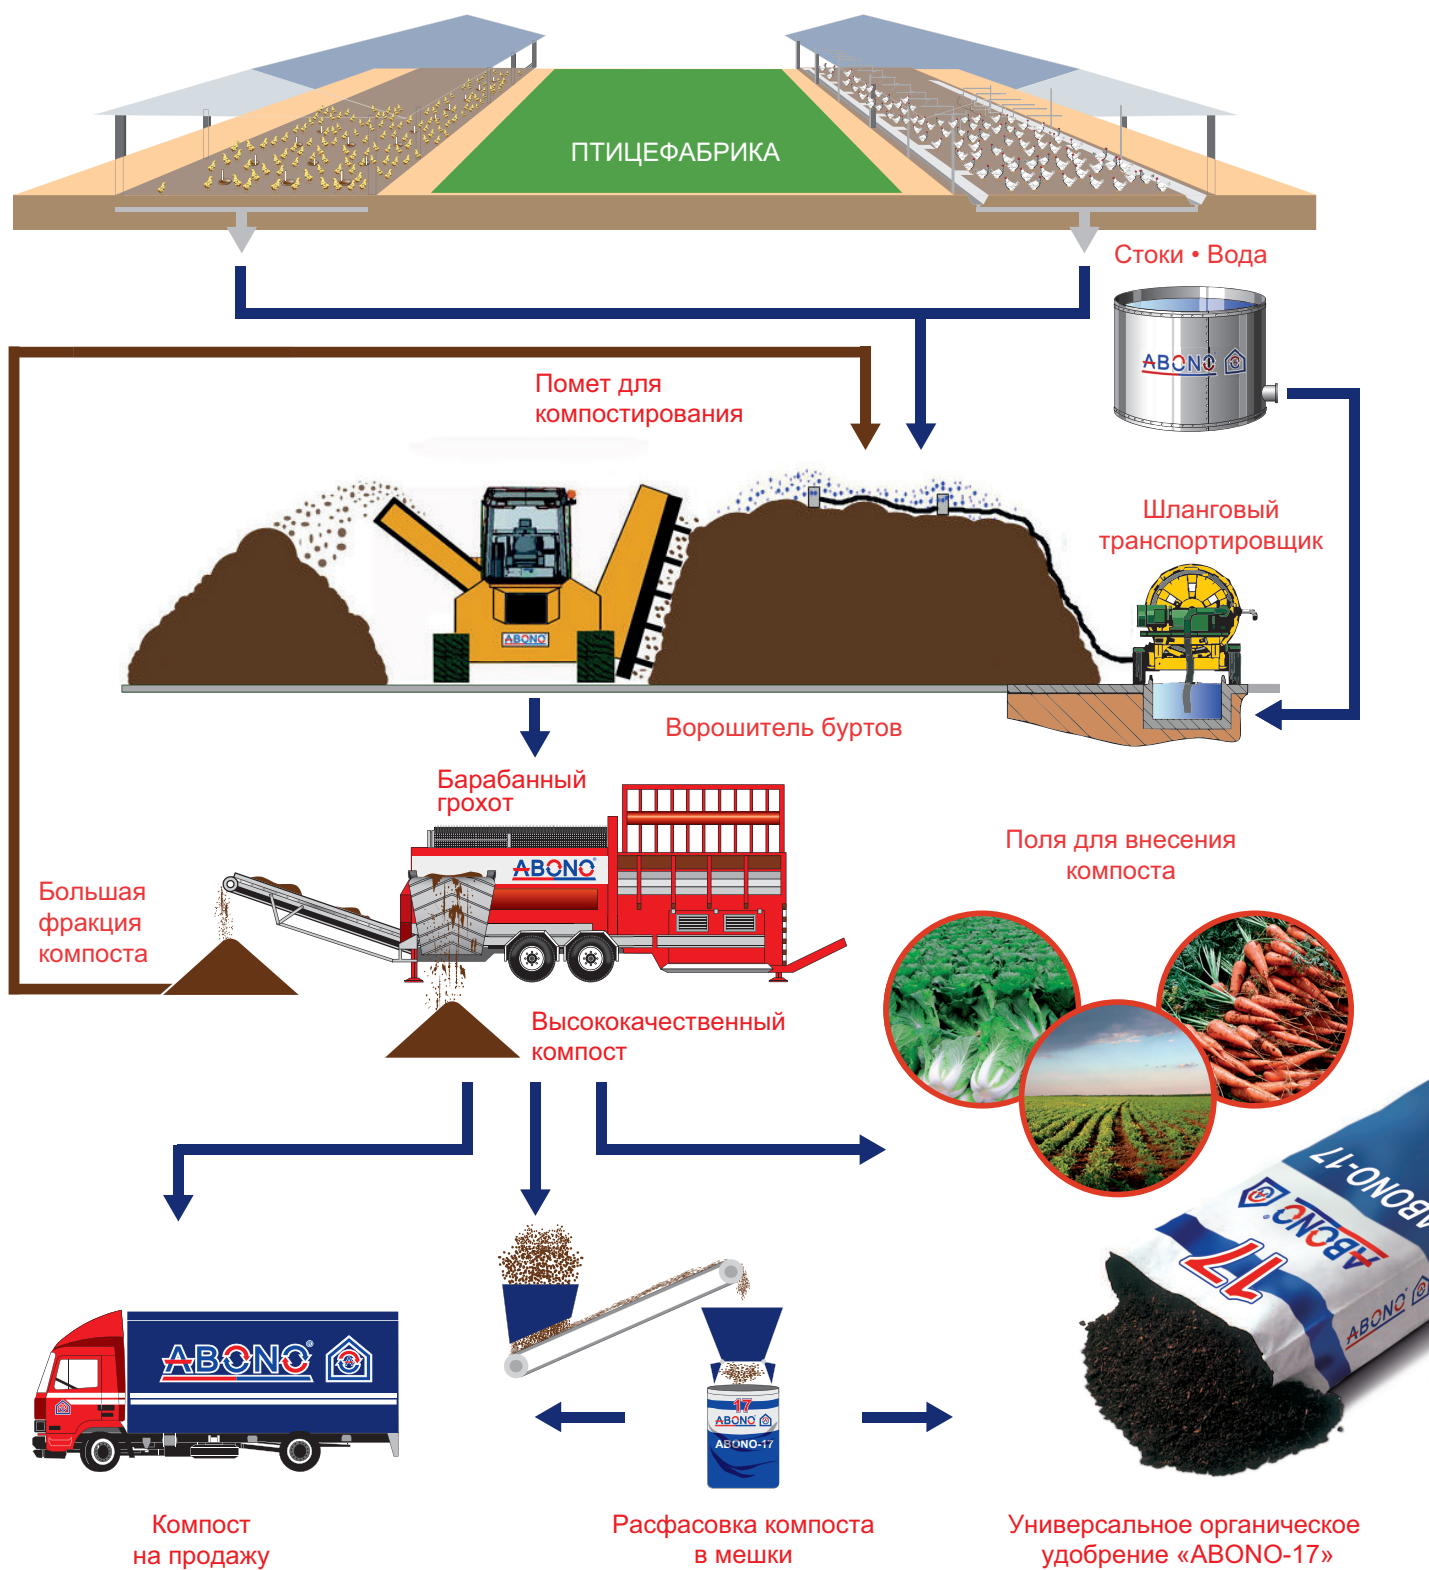 ПТИЦЕФАБРИКА
Стоки • Вода
ABONO
Помет для
компостирования
Шланговый
транспортировщик
ABONO
Ворошитель буртов
Барабанный
грохот
ABONO®
Поля для внесения
компоста
Большая
фракция
компоста
Высококачественный
компост
ABONO-17
ABONO-17
ABONO®
17
ABONO
ABONO®
17
ABONO
ABONO-17
Компост
на продажу
Расфасовка компоста
в мешки
Универсальное органическое
удобрение «ABONO-17»